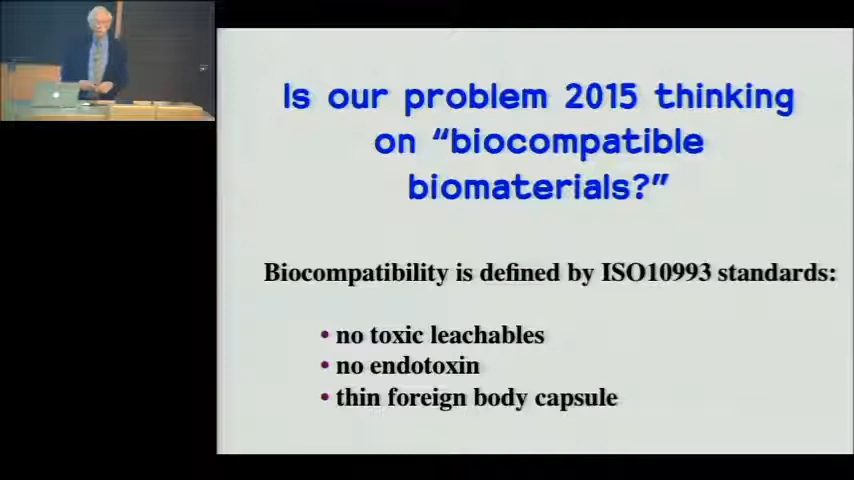 Is our problem 2015 thinking
on “biocompatible
biomaterials?”
Biocompatibility is defined by ISO10993 standards:
• no toxic leachables
• no endotoxin
• thin foreign body capsule